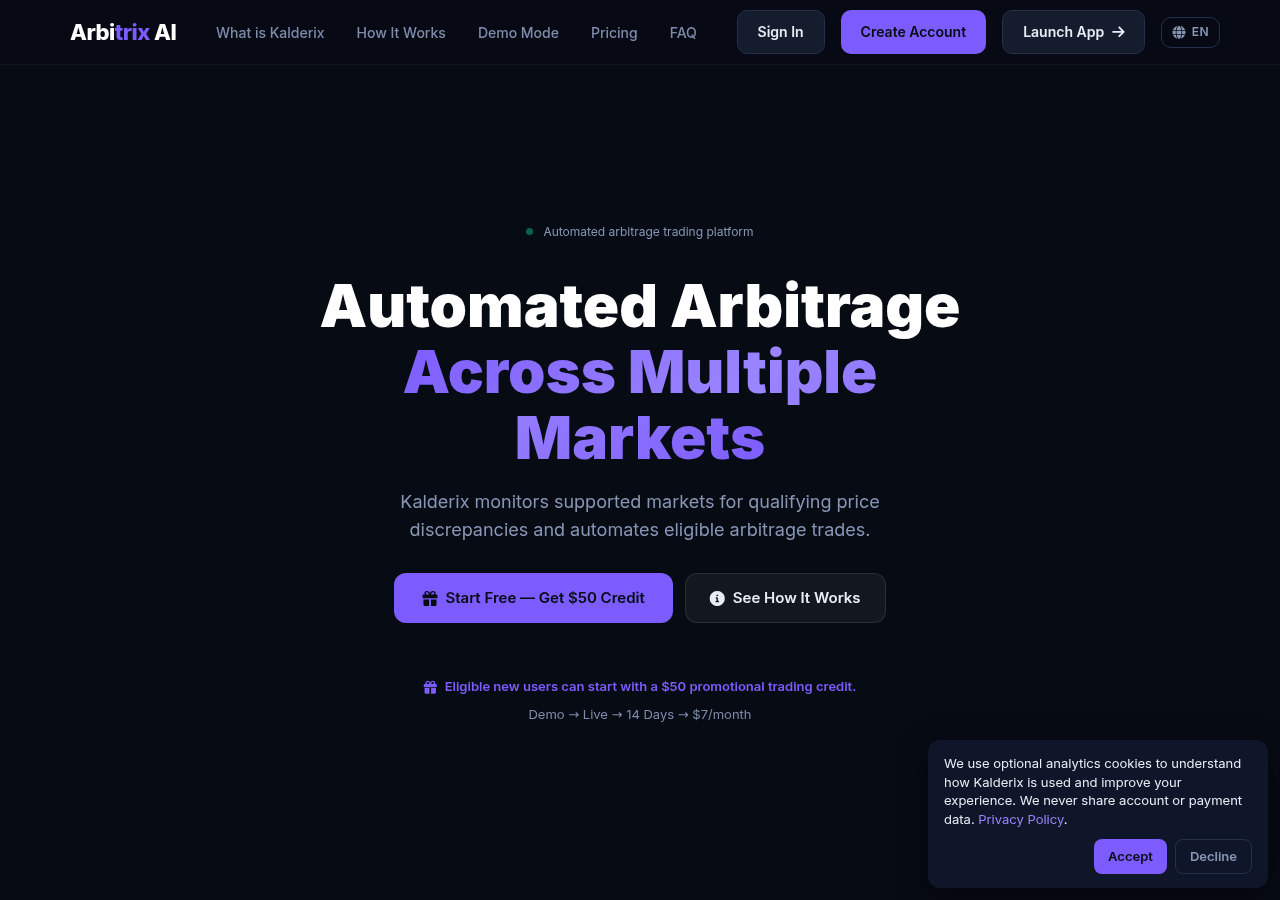 Arbitrix AI
What is Kalderix
How It Works
Demo Mode
Pricing
FAQ
Sign In
Create Account
Launch App →
EN
Automated arbitrage trading platform
Automated Arbitrage
Across Multiple
Markets
Kalderix monitors supported markets for qualifying price
discrepancies and automates eligible arbitrage trades.
Start Free — Get $50 Credit
See How It Works
Eligible new users can start with a $50 promotional trading credit.
Demo → Live → 14 Days → $7/month
We use optional analytics cookies to understand
how Kalderix is used and improve your
experience. We never share account or payment
data. Privacy Policy.
Accept
Decline